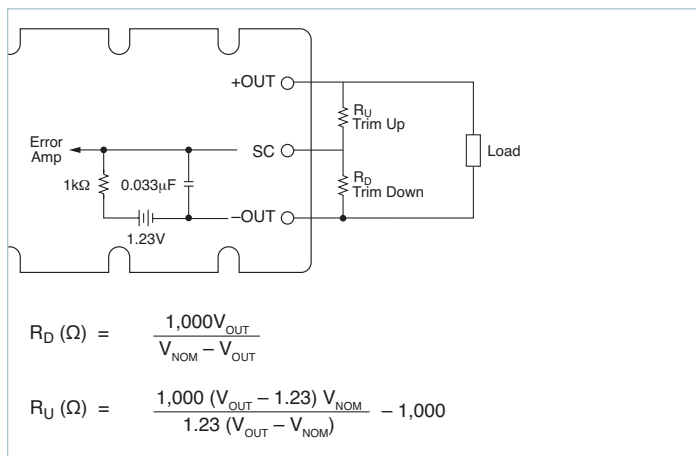 +OUT
R_U
Trim Up
Error
Amp
SC
Load
1kΩ
0.033μF
R_D
Trim Down
–OUT
1.23V
R_D (Ω) = 1,000V_OUT / V_NOM – V_OUT
R_U (Ω) = 1,000 (V_OUT – 1.23) V_NOM / 1.23 (V_OUT – V_NOM) – 1,000